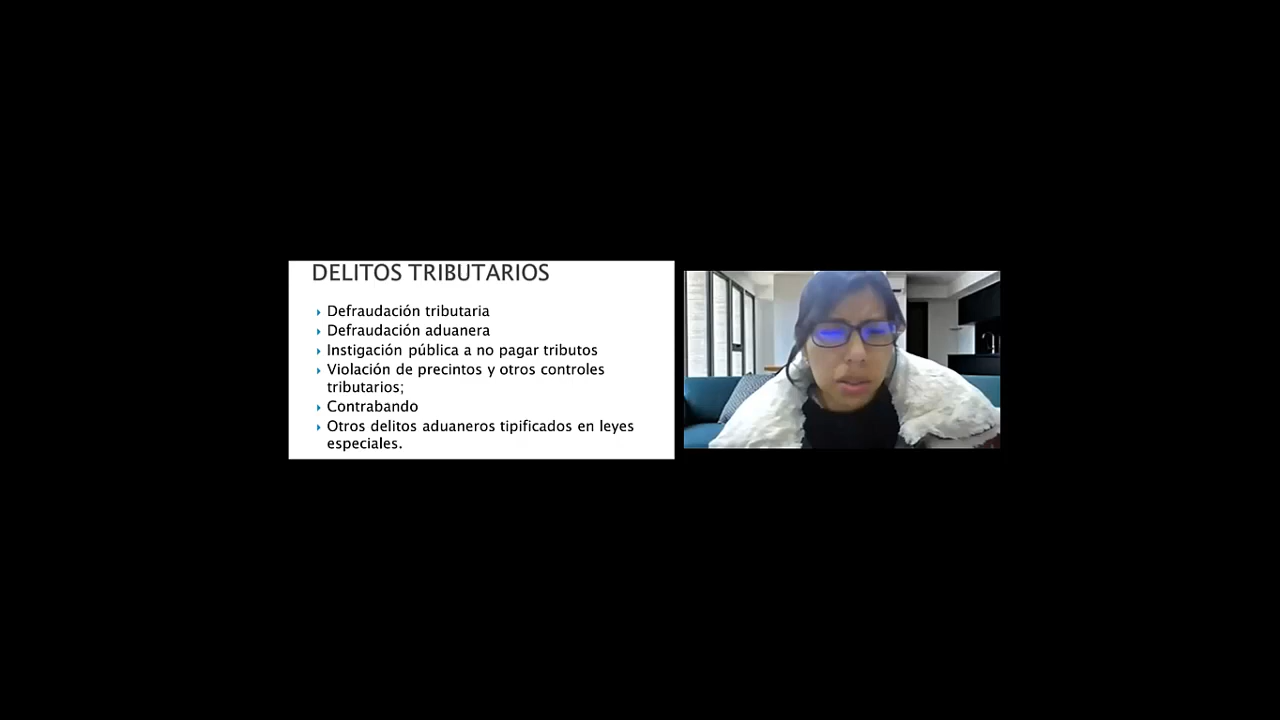 DELITOS TRIBUTARIOS
Defraudación tributaria
Defraudación aduanera
Instigación pública a no pagar tributos
Violación de precintos y otros controles
tributarios;
Contrabando
Otros delitos aduaneros tipificados en leyes
especiales.